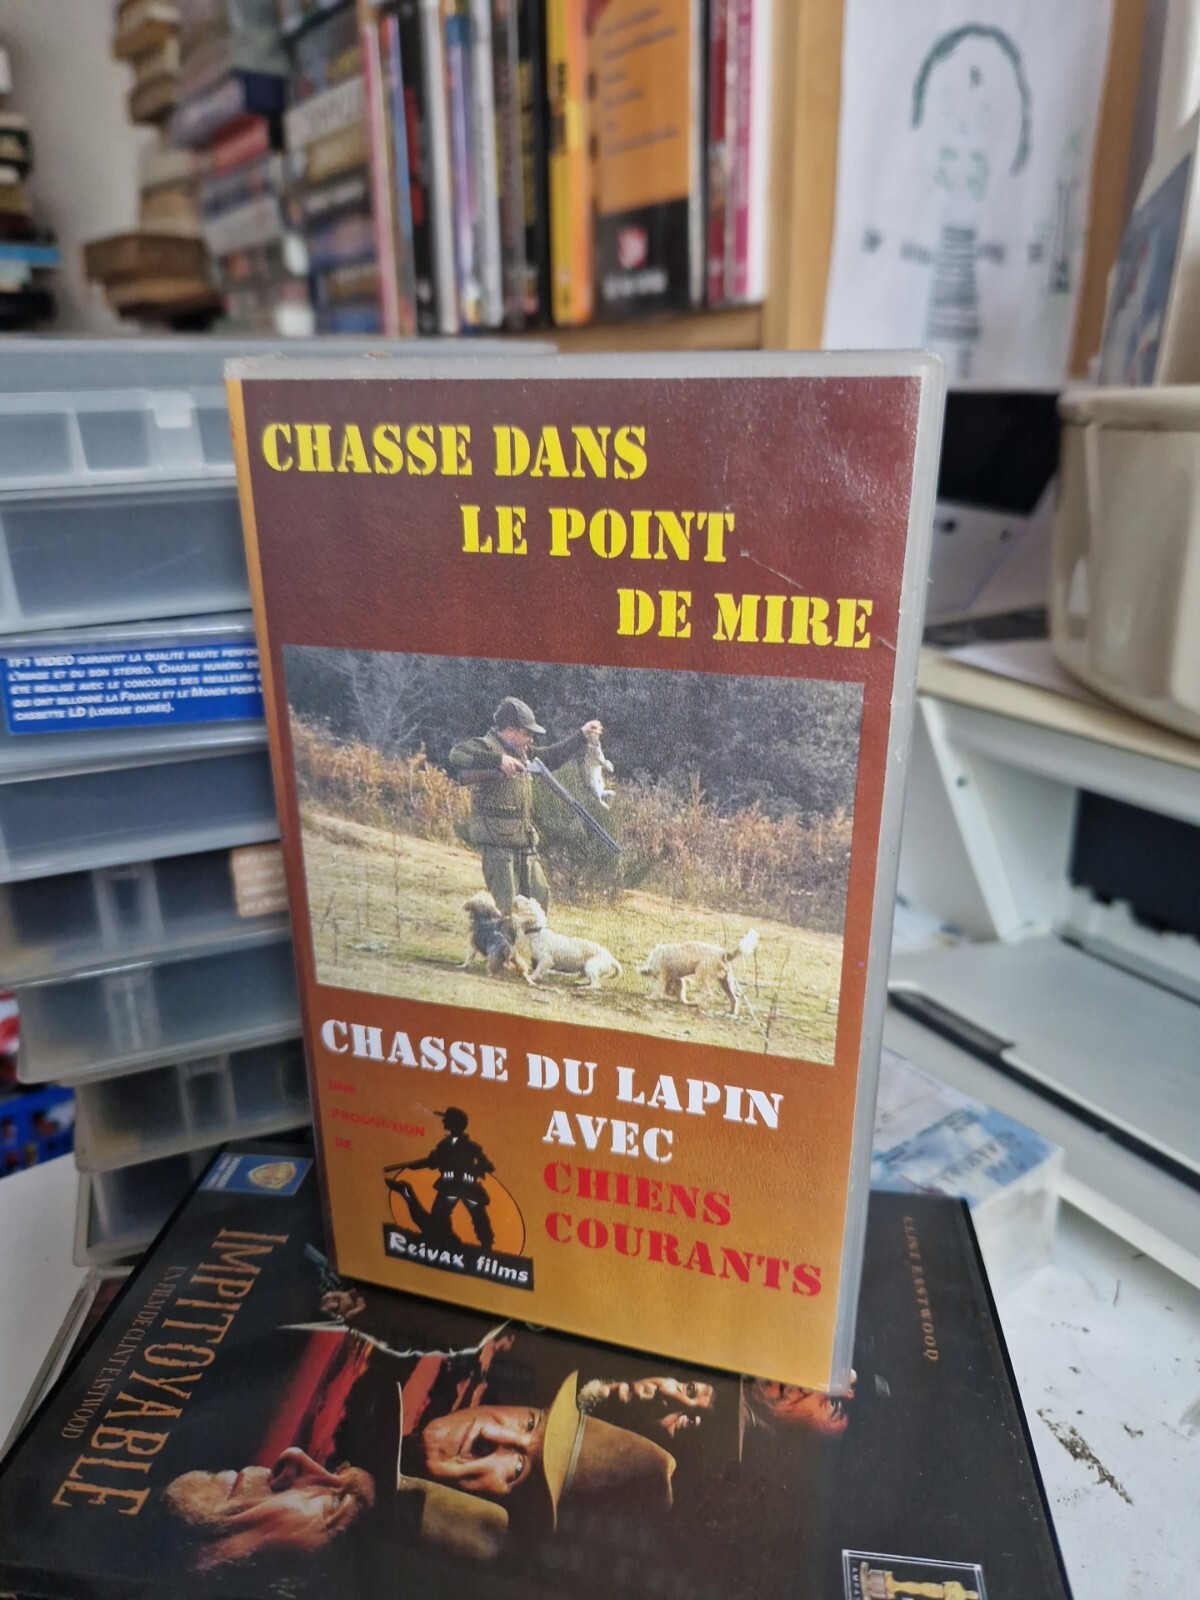 CHASSE DANS
LE POINT
DE MIRE
CHASSE DU LAPIN
AVEC
CHIENS
COURANTS
UNE
PRODUCTION
DE
Reivax films
TF1 VIDEO GARANTIT LA QUALITÉ HAUTE
L'IMAGE ET DU SON STÉRÉO. CHAQUE NUMÉRO
ÉTÉ RÉALISÉ AVEC LE CONCOURS DES MEILLEURS
QUI ONT SILLONNÉ LA FRANCE ET LE MONDE POUR
CASSETTE LD (LONGUE DURÉE).
IMPITOYABLE
UN FILM DE CLINT EASTWOOD
CLINT EASTWOOD